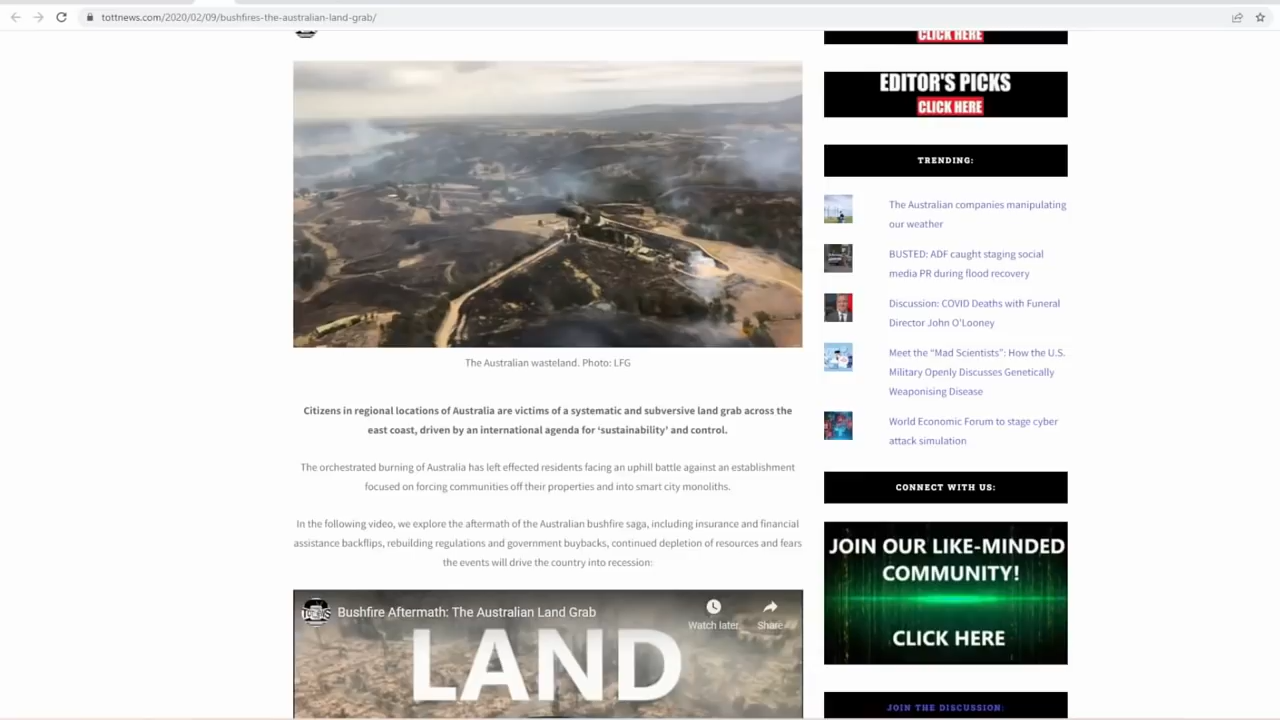 tottnews.com/2020/02/09/bushfires-the-australian-land-grab/
The Australian wasteland. Photo: LFG
Citizens in regional locations of Australia are victims of a systematic and subversive land grab across the
east coast, driven by an international agenda for ‘sustainability’ and control.
The orchestrated burning of Australia has left effected residents facing an uphill battle against an establishment
focused on forcing communities off their properties and into smart city monoliths.
In the following video, we explore the aftermath of the Australian bushfire saga, including insurance and financial
assistance backflips, rebuilding regulations and government buybacks, continued depletion of resources and fears
the events will drive the country into recession:
Bushfire Aftermath: The Australian Land Grab
Watch later
Share
LAND
CLICK HERE
EDITOR'S PICKS
CLICK HERE
TRENDING:
The Australian companies manipulating
our weather
BUSTED: ADF caught staging social
media PR during flood recovery
Discussion: COVID Deaths with Funeral
Director John O'Looney
Meet the “Mad Scientists”: How the U.S.
Military Openly Discusses Genetically
Weaponising Disease
World Economic Forum to stage cyber
attack simulation
CONNECT WITH US:
JOIN OUR LIKE-MINDED
COMMUNITY!
CLICK HERE
JOIN THE DISCUSSION: